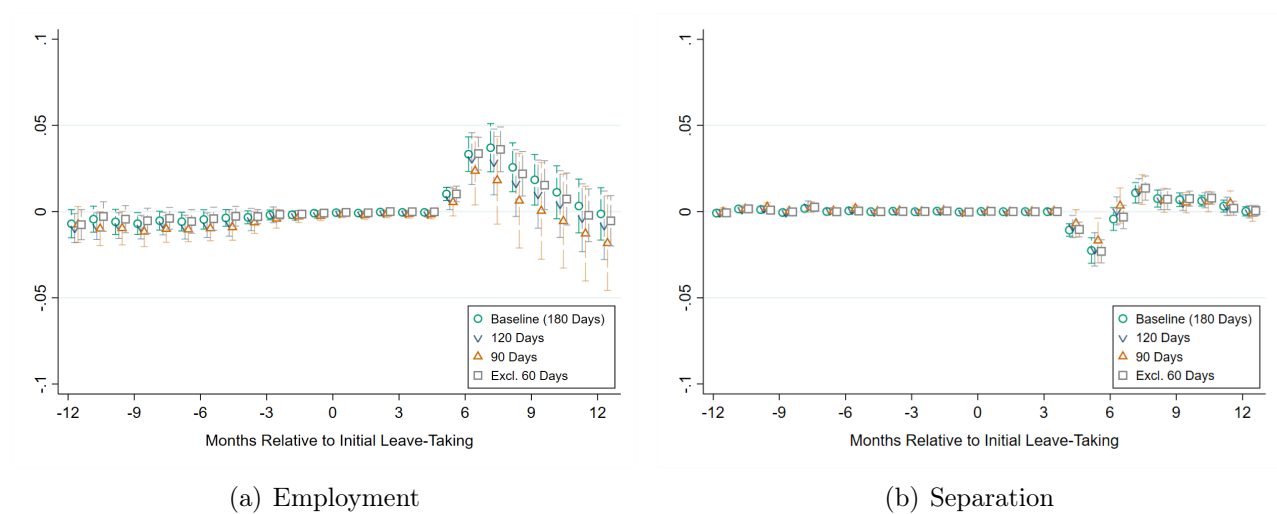 .1
.05
0
-.05
-.1
-12 -9 -6 -3 0 3 6 9 12
Months Relative to Initial Leave-Taking
Baseline (180 Days)
120 Days
90 Days
Excl. 60 Days
(a) Employment
.1
.05
0
-.05
-.1
-12 -9 -6 -3 0 3 6 9 12
Months Relative to Initial Leave-Taking
Baseline (180 Days)
120 Days
90 Days
Excl. 60 Days
(b) Separation